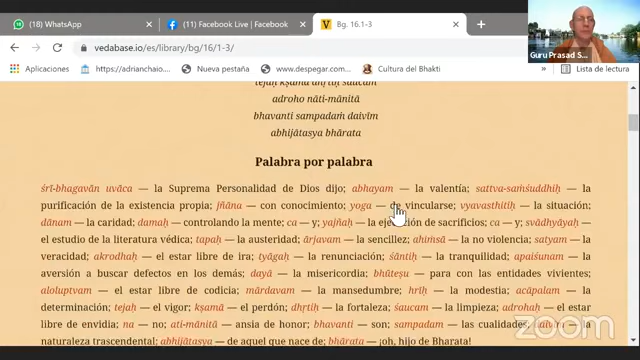 (18) WhatsApp
Facebook Live | Facebook
Bg. 16.1-3
vedabase.io/es/library/bg/16/1-3/
Aplicaciones
https://adrianchaio....
Nueva pestaña
www.despegar.com...
Cultura del Bhakti
Lista de lectura
Guru Prasad S...
adroho nāti-mānitā
bhavanti sampadaṁ daivīm
abhijātasya bhārata
Palabra por palabra
śrī-bhagavān uvāca — la Suprema Personalidad de Dios dijo; abhayam — la valentía; sattva-saṁśuddhiḥ — la
purificación de la existencia propia; jñāna — con conocimiento; yoga — de vincularse; vyavasthitiḥ — la situación;
dānam — la caridad; damaḥ — controlando la mente; ca — y; yajñaḥ — la ejecución de sacrificios; ca — y; svādhyāyaḥ —
el estudio de la literatura védica; tapaḥ — la austeridad; ārjavam — la sencillez; ahiṁsā — la no violencia; satyam — la
veracidad; akrodhaḥ — el estar libre de ira; tyāgaḥ — la renunciación; śāntiḥ — la tranquilidad; apaiśunam — la
aversión a buscar defectos en los demás; dayā — la misericordia; bhūteṣu — para con las entidades vivientes;
aloluptvam — el estar libre de codicia; mārdavam — la mansedumbre; hrīḥ — la modestia; acāpalam — la
determinación; tejaḥ — el vigor; kṣamā — el perdón; dhṛtiḥ — la fortaleza; śaucam — la limpieza; adrohaḥ — el estar
libre de envidia; na — no; ati-mānitā — ansia de honor; bhavanti — son; sampadam — las cualidades; daivīm — la
naturaleza trascendental; abhijātasya — de aquel que nace de; bhārata — ¡oh, hijo de Bharata!
zoom